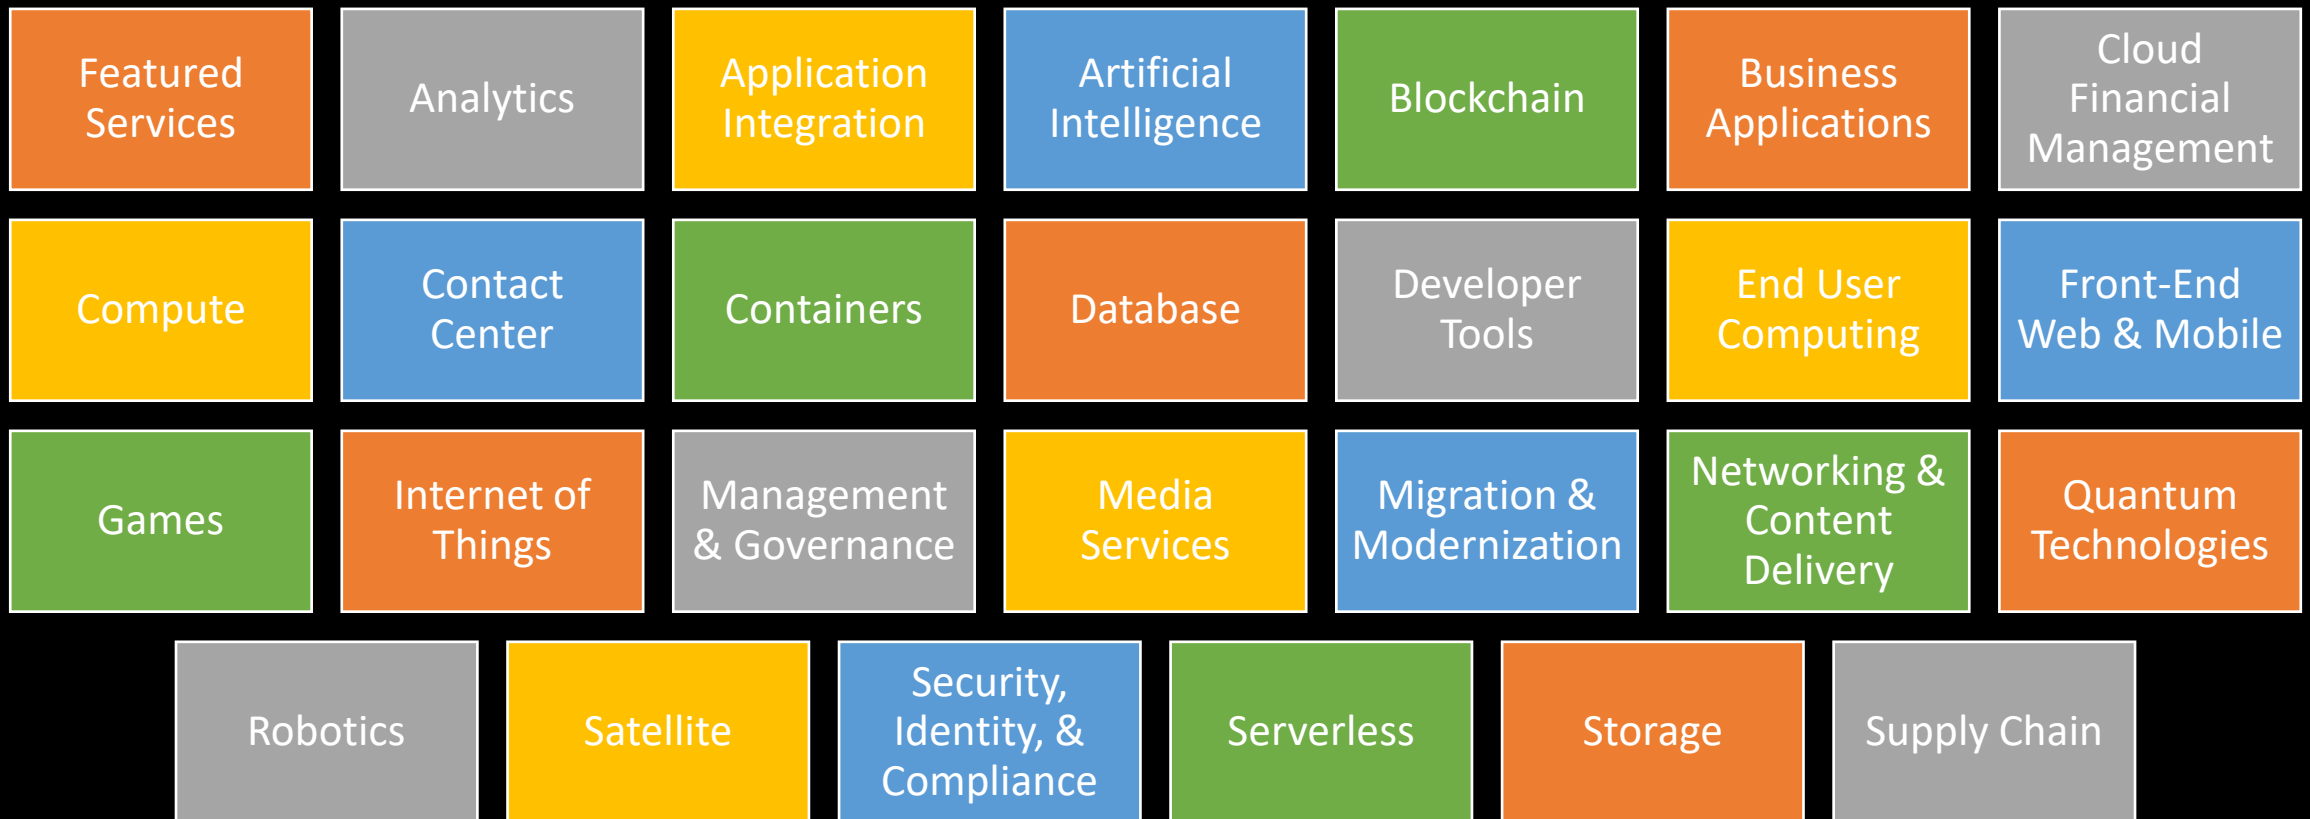 Featured
Services
Analytics
Application
Integration
Artificial
Intelligence
Blockchain
Business
Applications
Cloud
Financial
Management
Compute
Contact
Center
Containers
Database
Developer
Tools
End User
Computing
Front-End
Web & Mobile
Games
Internet of
Things
Management
& Governance
Media
Services
Migration &
Modernization
Networking &
Content
Delivery
Quantum
Technologies
Robotics
Satellite
Security,
Identity, &
Compliance
Serverless
Storage
Supply Chain